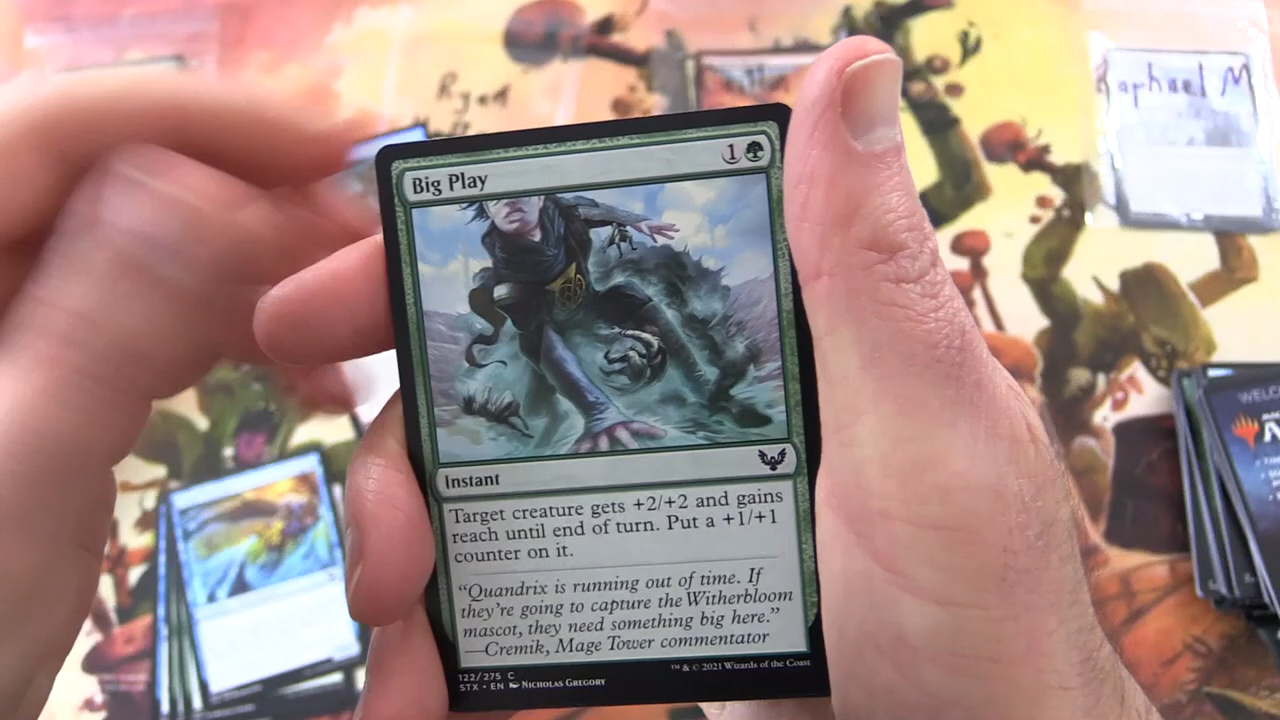 Ryan
Raphael M
Big Play
1
Instant
Target creature gets +2/+2 and gains
reach until end of turn. Put a +1/+1
counter on it.
“Quandrix is running out of time. If
they’re going to capture the Witherbloom
mascot, they need something big here.”
—Cremik, Mage Tower commentator
122/275 C
STX • EN Nicholas Gregory
™ & © 2021 Wizards of the Coast